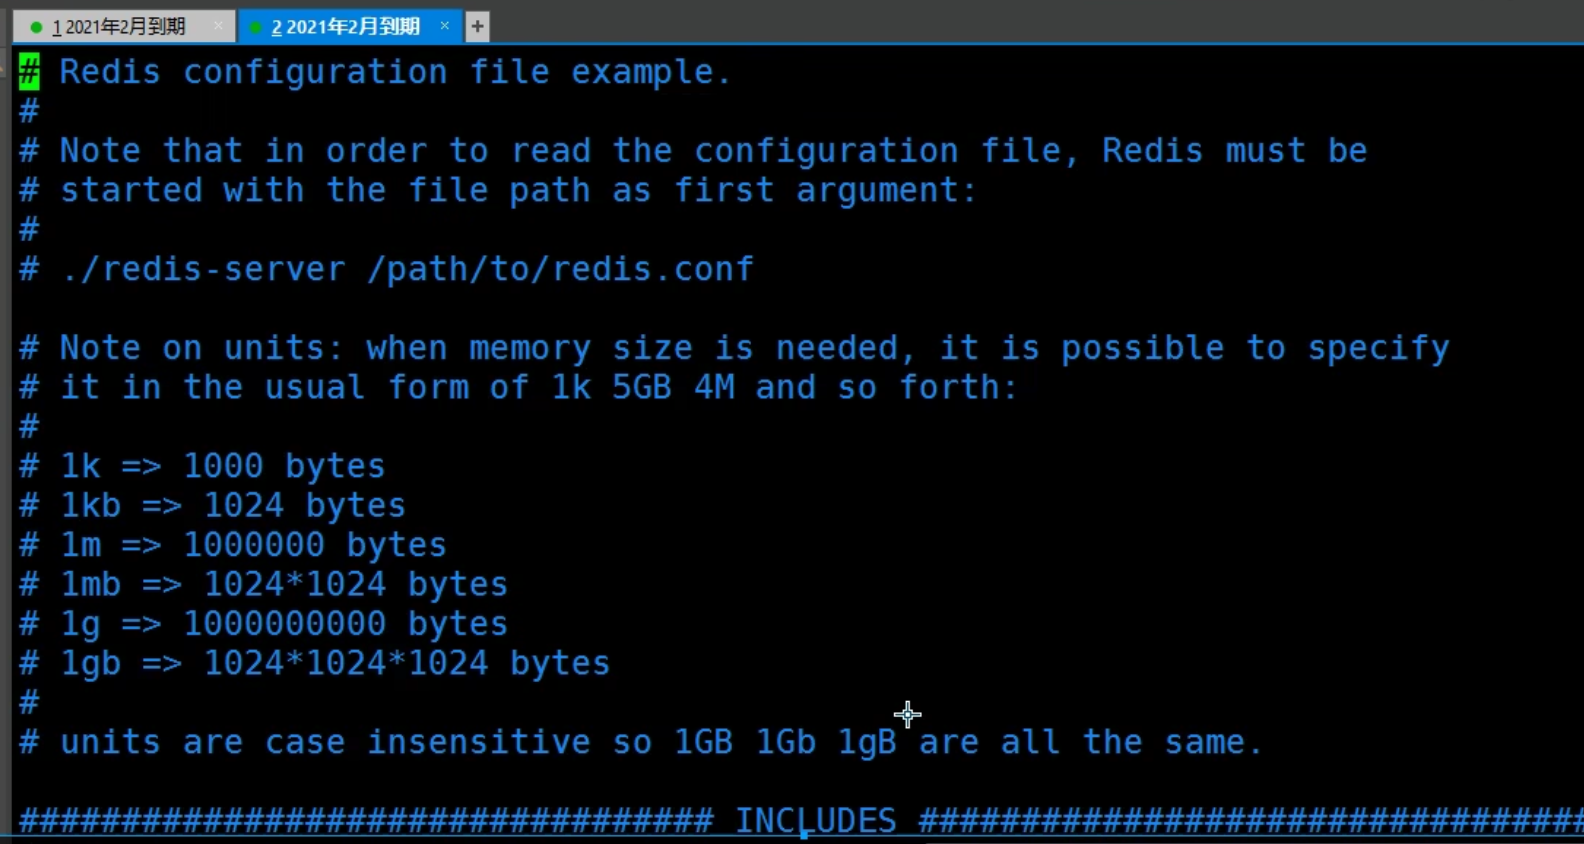 1 2021年2月到期 ×
2 2021年2月到期 × +
# Redis configuration file example.
#
# Note that in order to read the configuration file, Redis must be
# started with the file path as first argument:
#
# ./redis-server /path/to/redis.conf
# Note on units: when memory size is needed, it is possible to specify
# it in the usual form of 1k 5GB 4M and so forth:
#
# 1k => 1000 bytes
# 1kb => 1024 bytes
# 1m => 1000000 bytes
# 1mb => 1024*1024 bytes
# 1g => 1000000000 bytes
# 1gb => 1024*1024*1024 bytes
#
# units are case insensitive so 1GB 1Gb 1gB are all the same.
################################## INCLUDES #################################